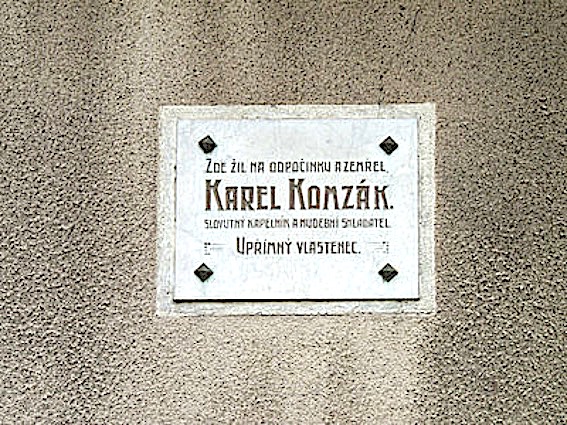 Zde žil na odpočinku a zemřel,
Karel Komzák.
slovutný kapelník a hudební skladatel.
Upřímný vlastenec.